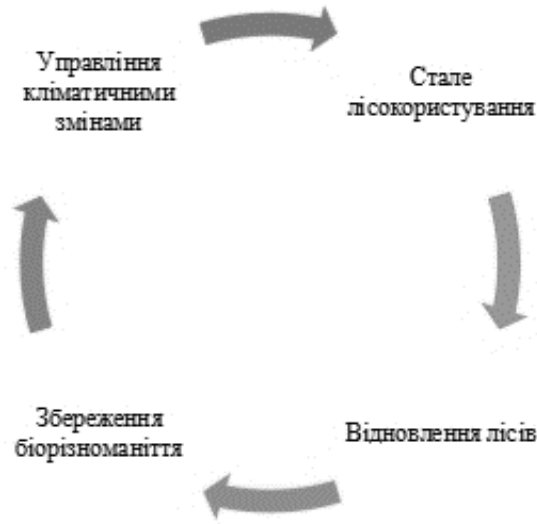 Управління
кліматичними
змінами
Стале
лісокористування
Відновлення лісів
Збереження
біорізноманіття